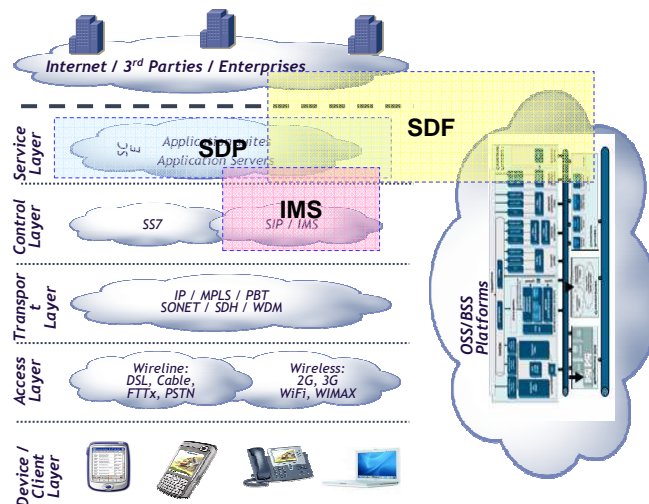 Internet / 3rd Parties / Enterprises
SDF
Service
Layer
SC
E
Application suites
Application Servers
SDP
IMS
Control
Layer
SS7
SIP / IMS
Transpor
t
Layer
IP / MPLS / PBT
SONET / SDH / WDM
OSS/BSS
Platforms
Access
Layer
Wireline:
DSL, Cable,
FTTx, PSTN
Wireless:
2G, 3G
WiFi, WIMAX
Device /
Client
Layer